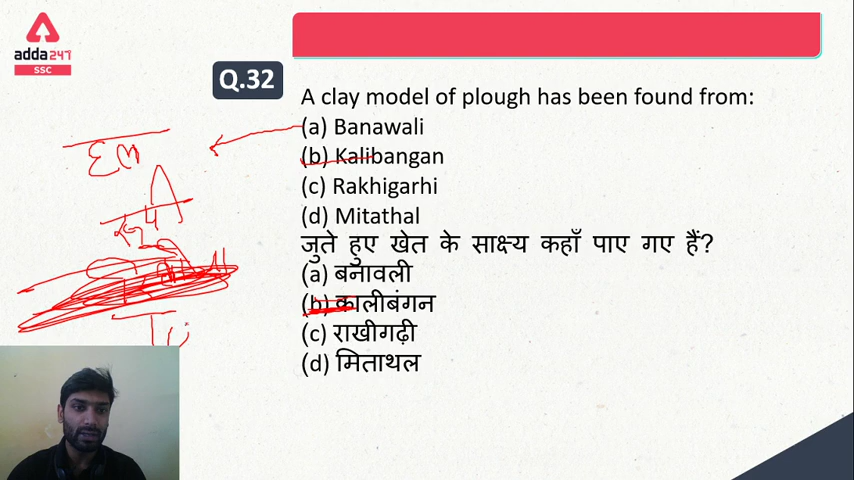 adda247
SSC
Q.32
A clay model of plough has been found from:
(a) Banawali
(b) Kalibangan
(c) Rakhigarhi
(d) Mitathal
जुते हुए खेत के साक्ष्य कहाँ पाए गए हैं?
(a) बनावली
(b) कालीबंगन
(c) राखीगढ़ी
(d) मिताथल
हल